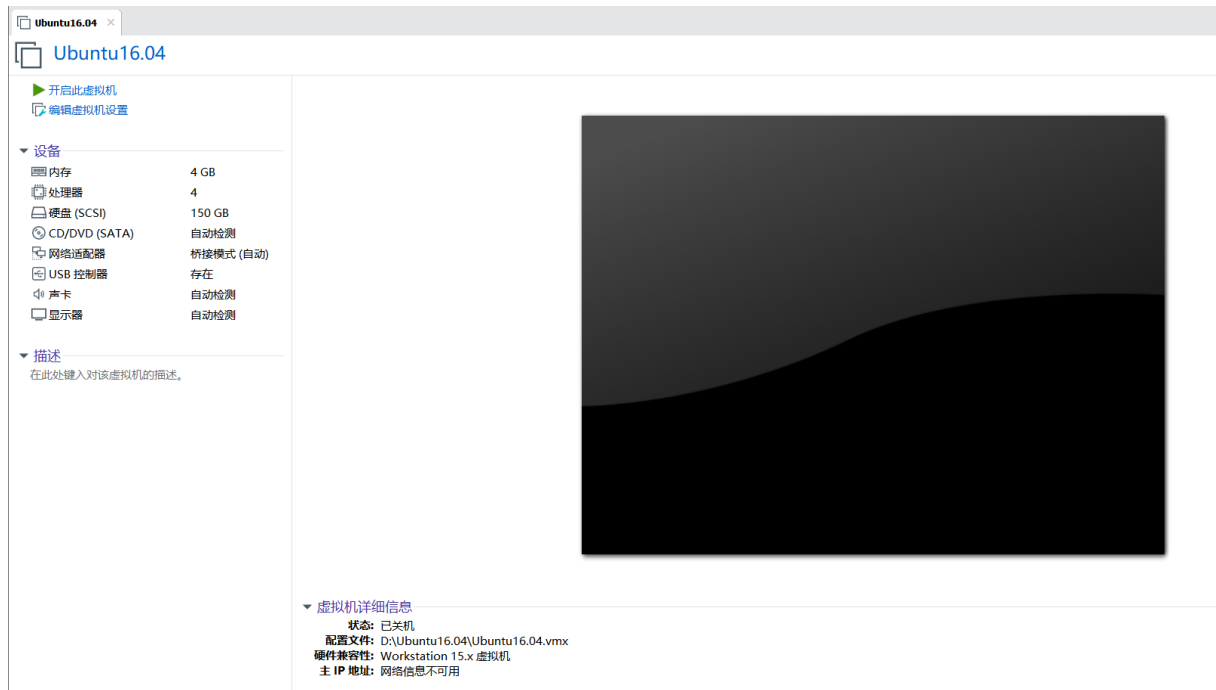 Ubuntu16.04
Ubuntu16.04
开启此虚拟机
编辑虚拟机设置
设备
内存 4 GB
处理器 4
硬盘 (SCSI) 150 GB
CD/DVD (SATA) 自动检测
网络适配器 桥接模式 (自动)
USB 控制器 存在
声卡 自动检测
显示器 自动检测
描述
在此处键入对该虚拟机的描述。
虚拟机详细信息
状态: 已关机
配置文件: D:\Ubuntu16.04\Ubuntu16.04.vmx
硬件兼容性: Workstation 15.x 虚拟机
主 IP 地址: 网络信息不可用